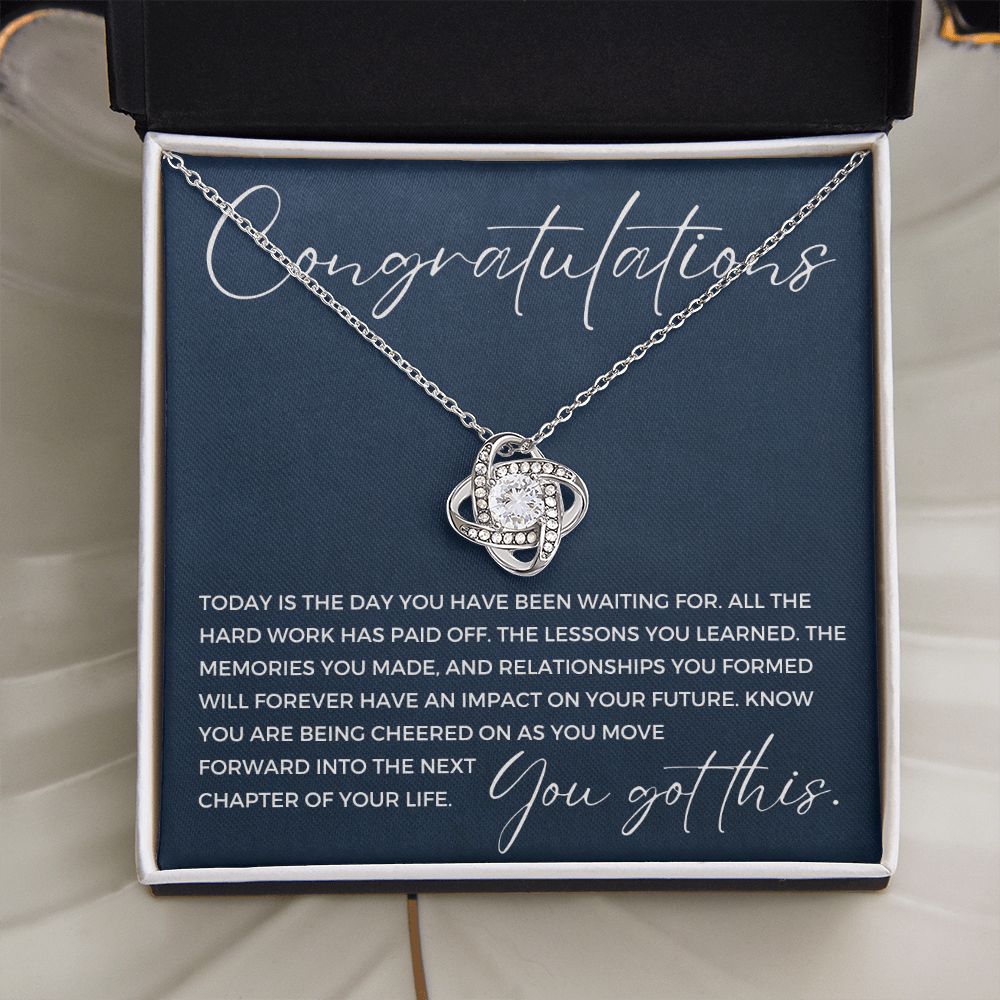 Congratulations
TODAY IS THE DAY YOU HAVE BEEN WAITING FOR. ALL THE
HARD WORK HAS PAID OFF. THE LESSONS YOU LEARNED. THE
MEMORIES YOU MADE, AND RELATIONSHIPS YOU FORMED
WILL FOREVER HAVE AN IMPACT ON YOUR FUTURE. KNOW
YOU ARE BEING CHEERED ON AS YOU MOVE
FORWARD INTO THE NEXT
CHAPTER OF YOUR LIFE.
You got this.